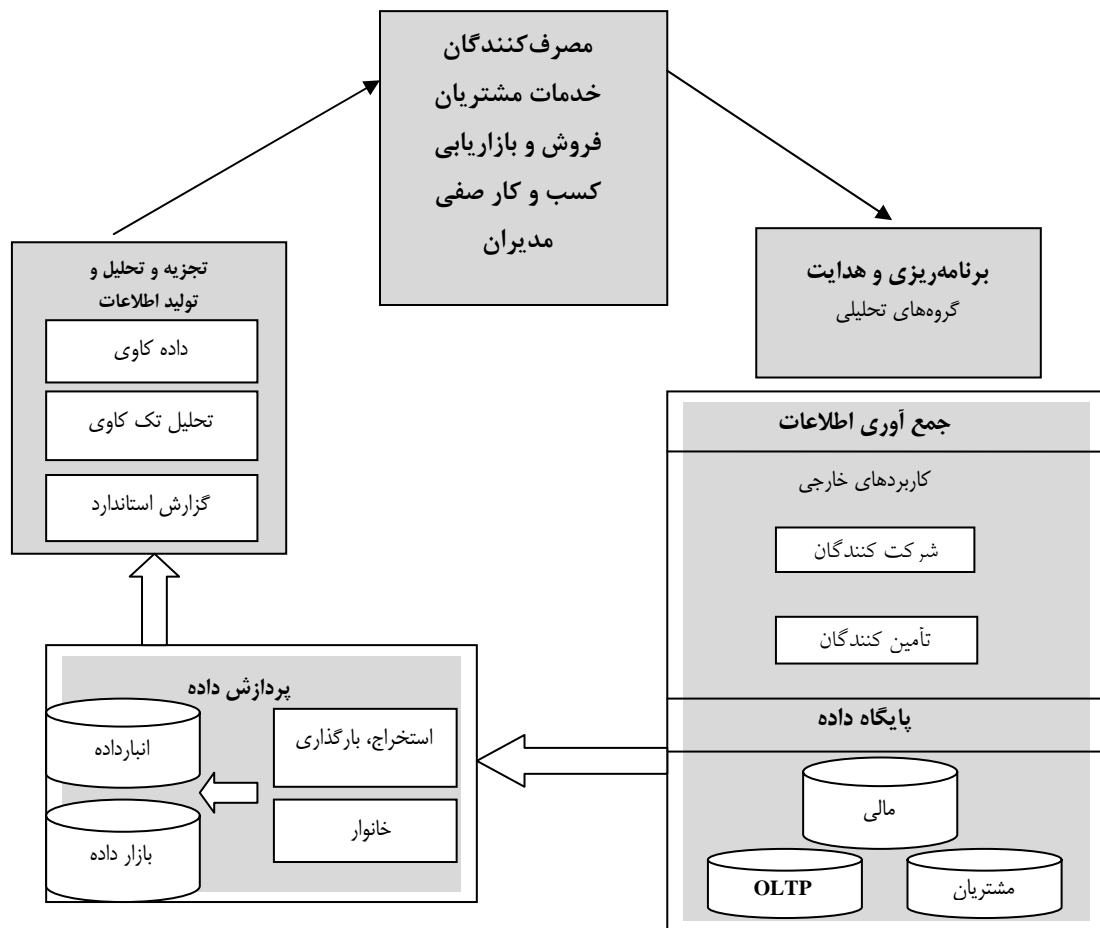 مصرف‌کنندگان
خدمات مشتریان
فروش و بازاریابی
کسب و کار صفی
مدیران
برنامه‌ریزی و هدایت
گروه‌های تحلیلی
جمع آوری اطلاعات
کاربردهای خارجی
شرکت کنندگان
تأمین کنندگان
پایگاه داده
مالی
مشتریان
OLTP
پردازش داده
استخراج، بارگذاری
خانوار
انبارداده
بازار داده
تجزیه و تحلیل و
تولید اطلاعات
داده کاوی
تحلیل تک کاوی
گزارش استاندارد